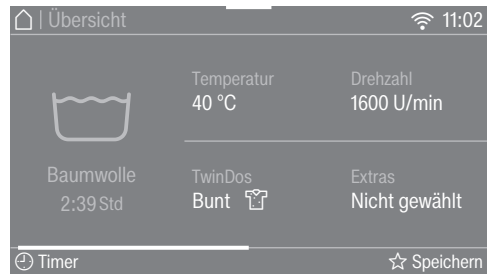 Übersicht
11:02
Temperatur
40 °C
Drehzahl
1600 U/min
Baumwolle
2:39 Std
TwinDos
Bunt
Extras
Nicht gewählt
Timer
Speichern